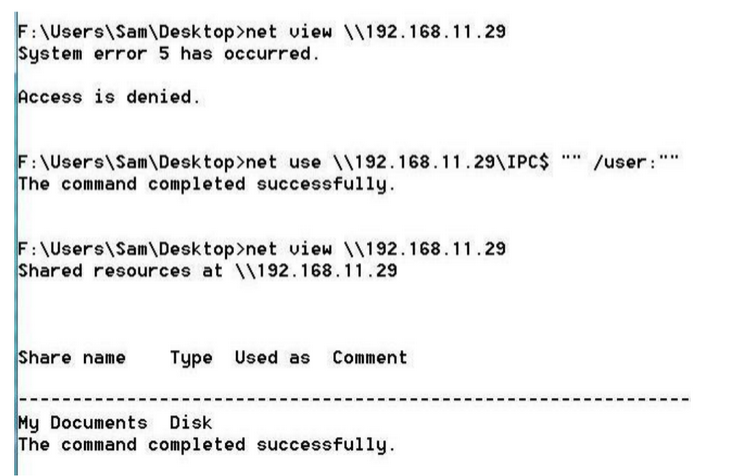 F:\Users\Sam\Desktop>net view \\192.168.11.29
System error 5 has occurred.
Access is denied.
F:\Users\Sam\Desktop>net use \\192.168.11.29\IPC$ "" /user:""
The command completed successfully.
F:\Users\Sam\Desktop>net view \\192.168.11.29
Shared resources at \\192.168.11.29
Share name    Type  Used as  Comment
---------------------------------------------------------------
My Documents  Disk
The command completed successfully.